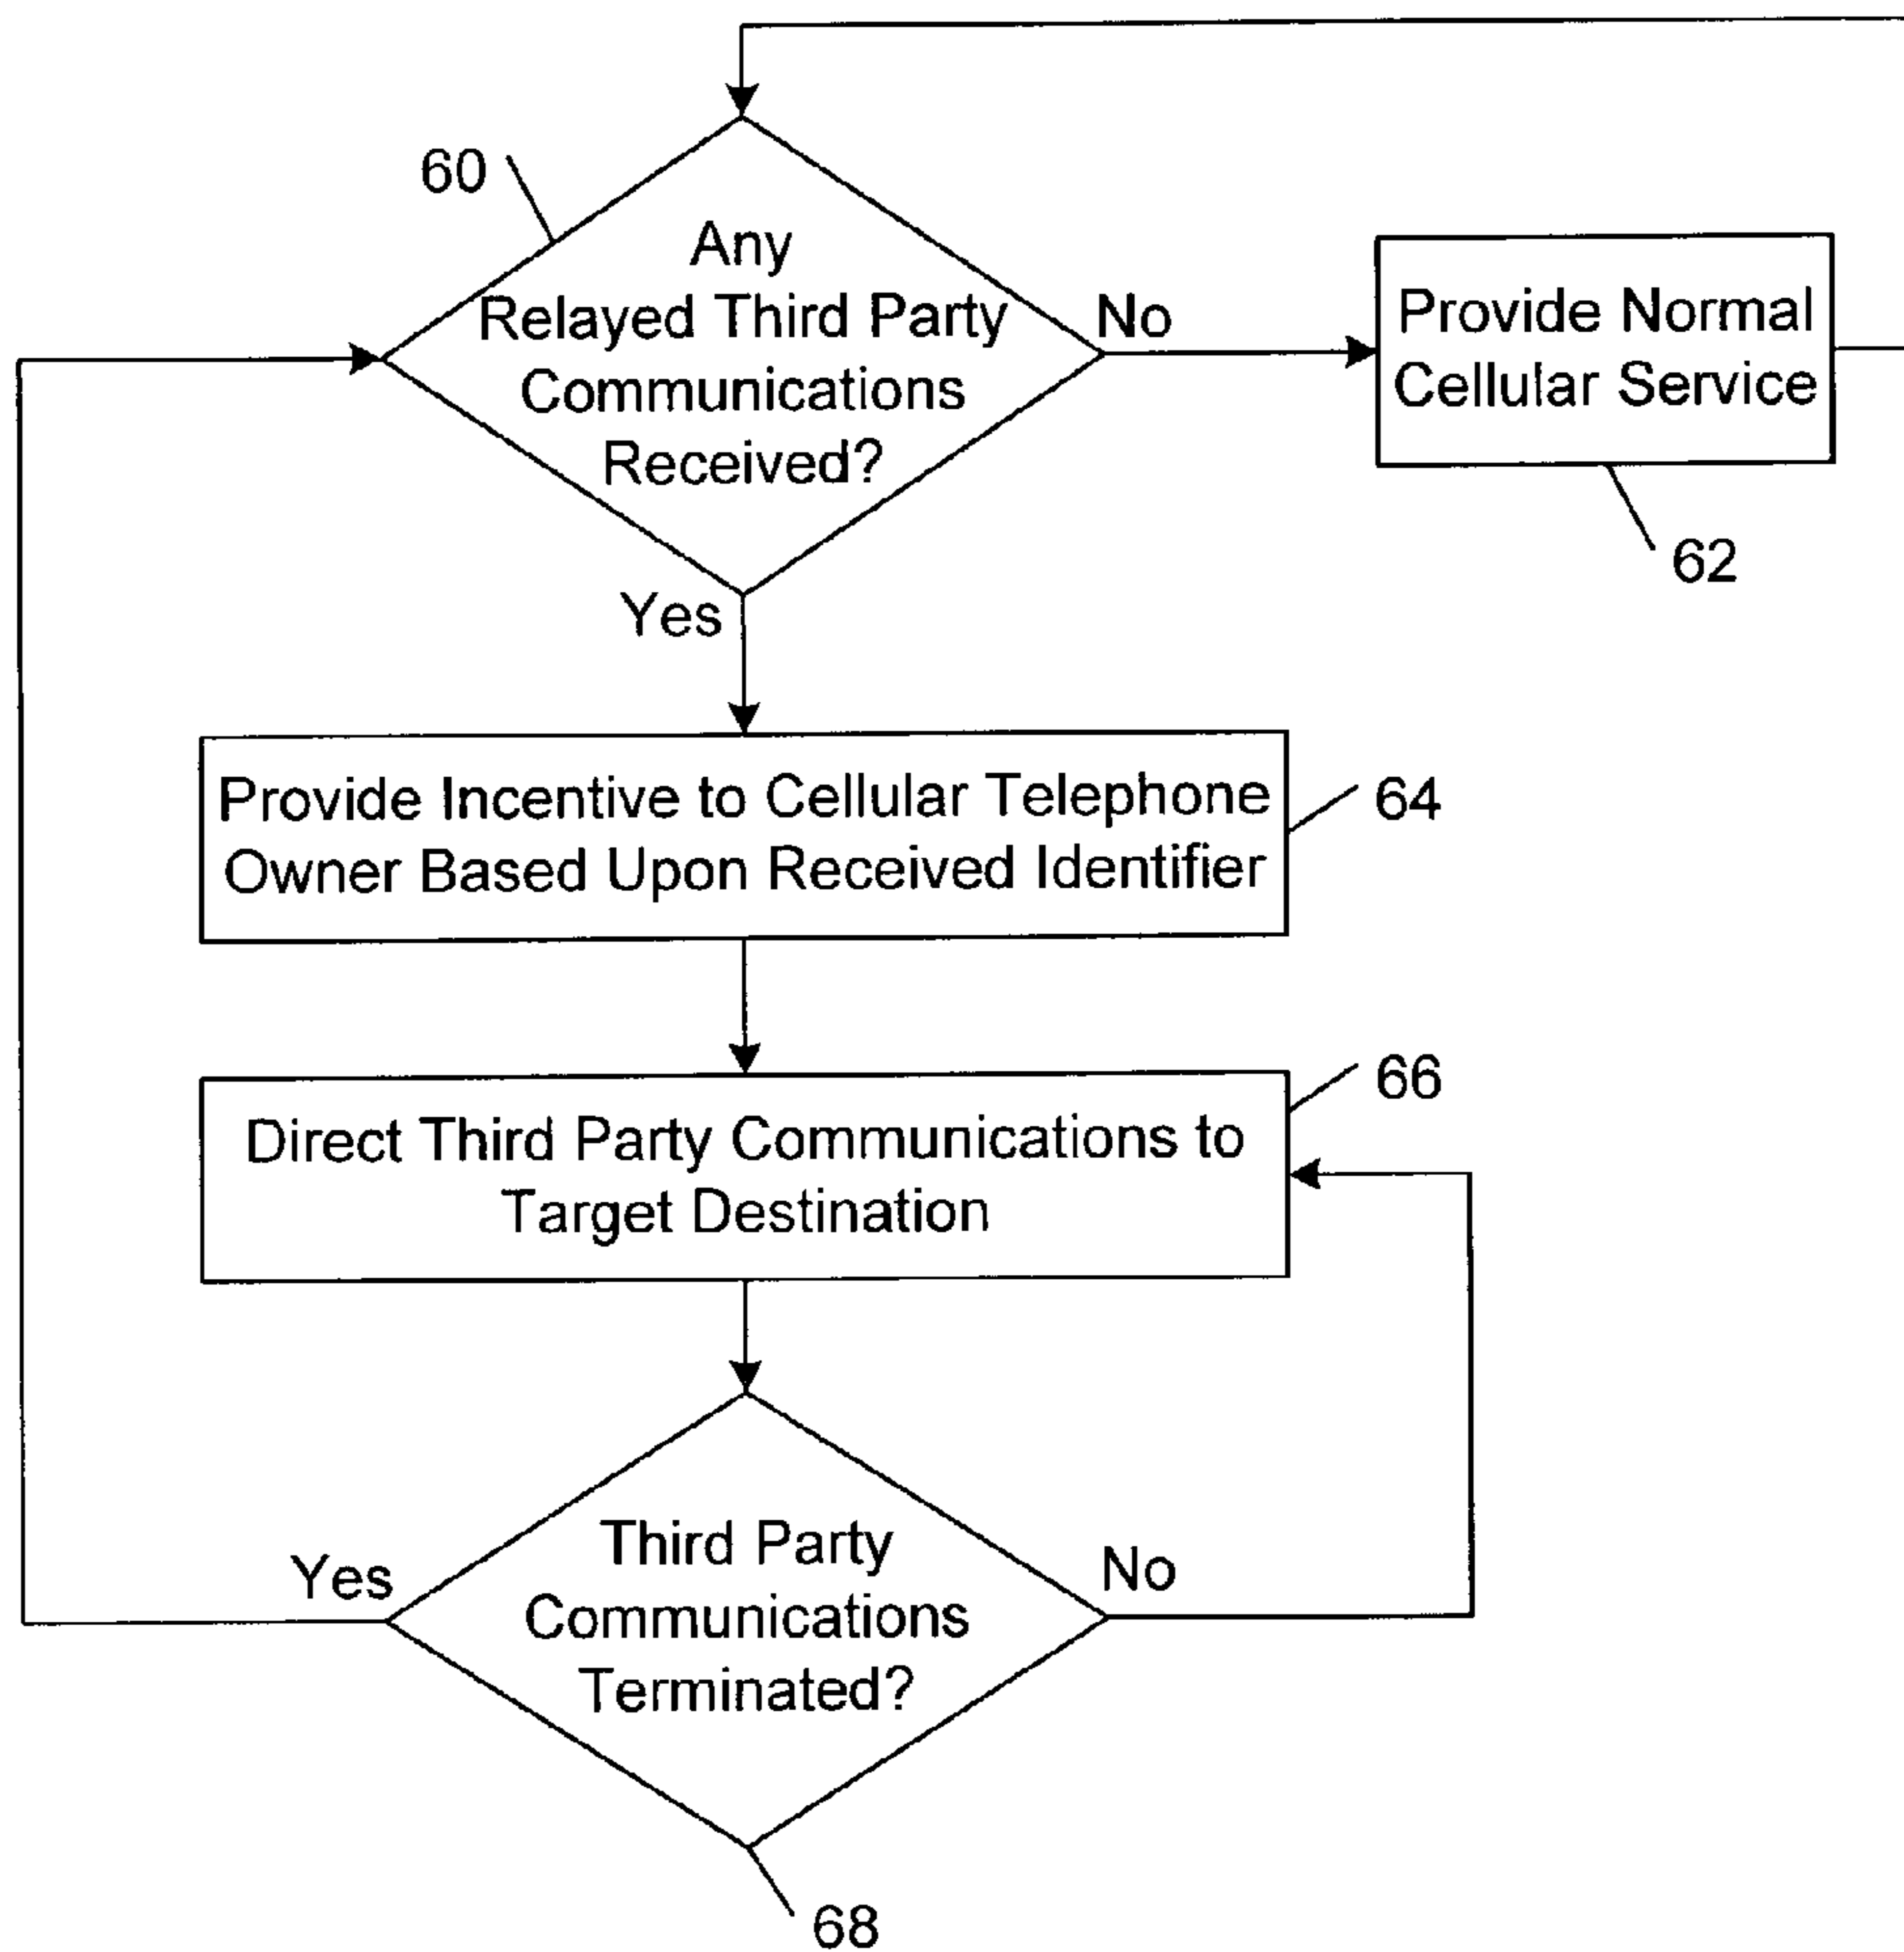 60
Any
Relayed Third Party
Communications
Received?
No
Provide Normal
Cellular Service
62
Yes
Provide Incentive to Cellular Telephone
Owner Based Upon Received Identifier
64
Direct Third Party Communications to
Target Destination
66
Yes
Third Party
Communications
Terminated?
No
68